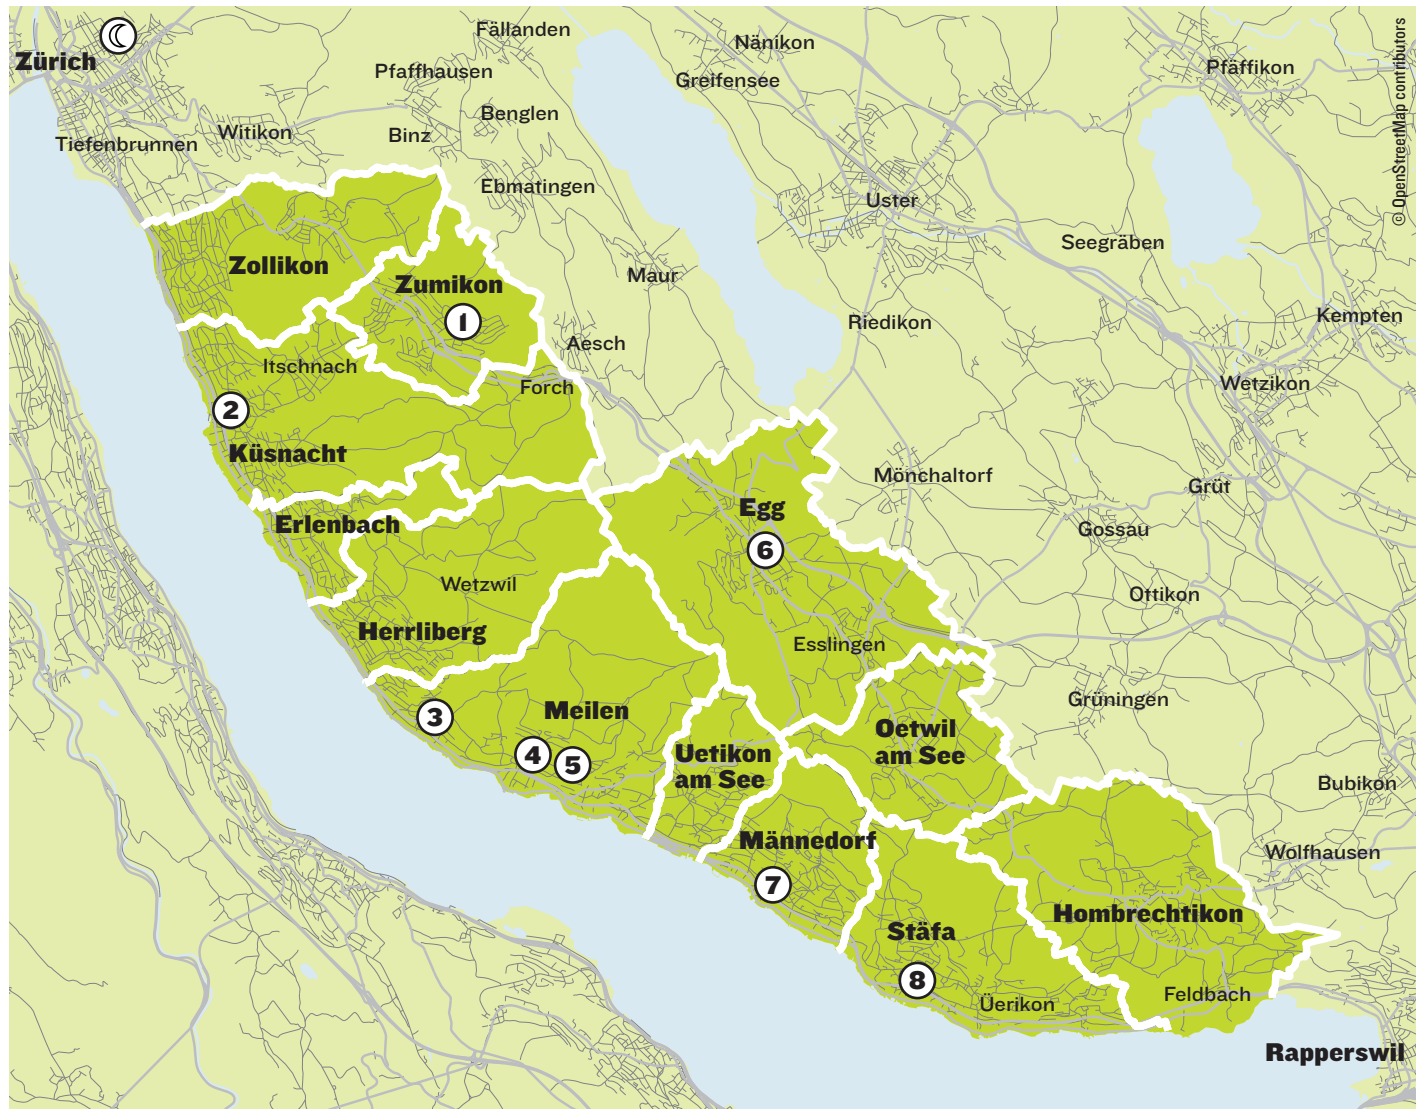 Fällanden
Nänikon
© OpenStreetMap contributors
Zürich
Pfaffhausen
Greifensee
Pfäffikon
Benglen
Tiefenbrunnen
Witikon
Binz
Ebmatingen
Uster
Seegräben
Zollikon
Zumikon
Maur
1
Riedikon
Kempten
Aesch
Itschnach
Forch
Wetzikon
2
Küsnacht
Mönchaltorf
Grüt
Egg
Erlenbach
Gossau
6
Wetzwil
Ottikon
Herrliberg
Esslingen
Grüningen
3
Meilen
Oetwil
am See
4
5
Uetikon
am See
Bubikon
Männedorf
Wolfhausen
7
Hombrechtikon
Stäfa
8
Üerikon
Feldbach
Rapperswil